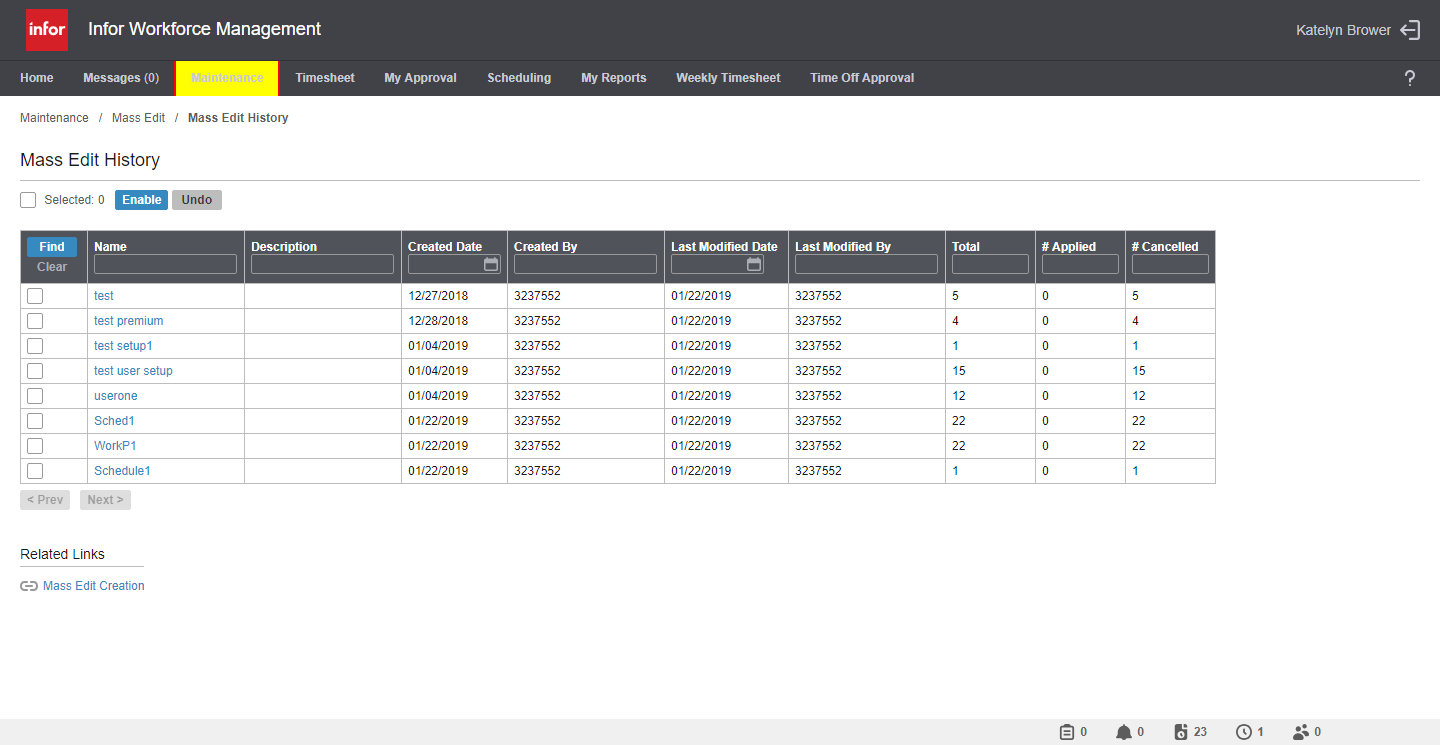 infor
Infor Workforce Management
Katelyn Brower
Home Messages (0) Maintenance Timesheet My Approval Scheduling My Reports Weekly Timesheet Time Off Approval ?
Maintenance / Mass Edit / Mass Edit History
Mass Edit History
Selected: 0 Enable Undo
Find Name Description Created Date Created By Last Modified Date Last Modified By Total # Applied # Cancelled
Clear
test 12/27/2018 3237552 01/22/2019 3237552 5 0 5
test premium 12/28/2018 3237552 01/22/2019 3237552 4 0 4
test setup1 01/04/2019 3237552 01/22/2019 3237552 1 0 1
test user setup 01/04/2019 3237552 01/22/2019 3237552 15 0 15
userone 01/04/2019 3237552 01/22/2019 3237552 12 0 12
Sched1 01/22/2019 3237552 01/22/2019 3237552 22 0 22
WorkP1 01/22/2019 3237552 01/22/2019 3237552 22 0 22
Schedule1 01/22/2019 3237552 01/22/2019 3237552 1 0 1
< Prev Next >
Related Links
Mass Edit Creation
0 0 23 1 0